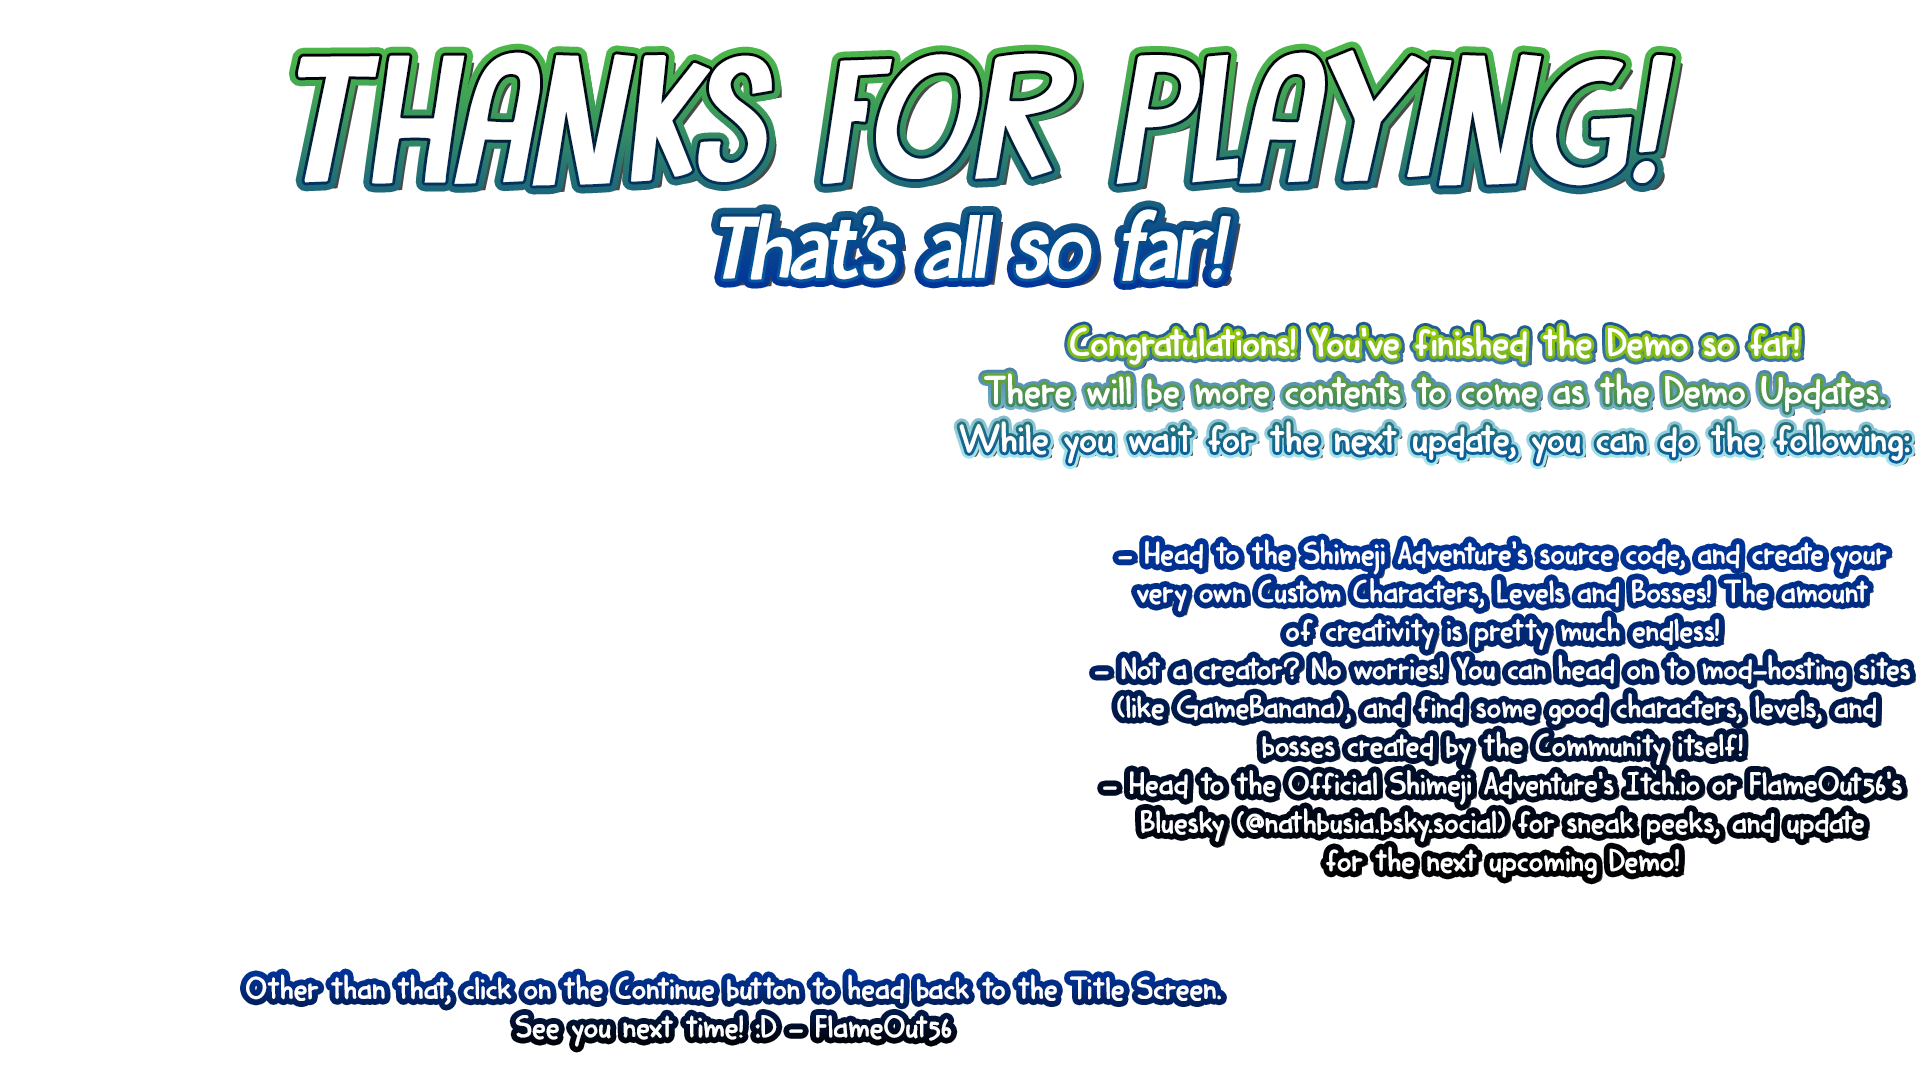 THANKS FOR PLAYING!
That's all so far!
Congratulations! You've finished the Demo so far!
There will be more contents to come as the Demo Updates.
While you wait for the next update, you can do the following:
- Head to the Shimeji Adventure's source code, and create your
very own Custom Characters, Levels and Bosses! The amount
of creativity is pretty much endless!
- Not a creator? No worries! You can head on to mod-hosting sites
(like GameBanana), and find some good characters, levels, and
bosses created by the Community itself!
- Head to the Official Shimeji Adventure's Itch.io or FlameOut56's
Bluesky (@nathbusia.bsky.social) for sneak peeks, and update
for the next upcoming Demo!
Other than that, click on the Continue button to head back to the Title Screen.
See you next time! :D - FlameOut56